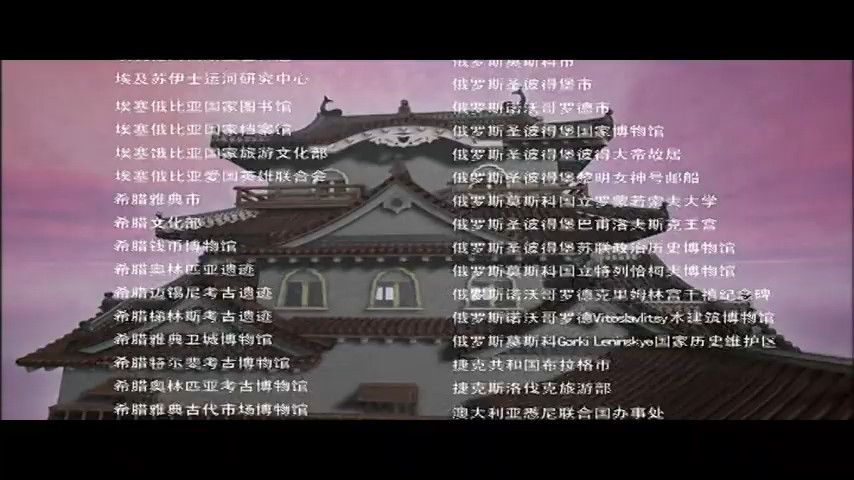 埃及苏伊士运河研究中心
埃塞俄比亚国家图书馆
埃塞俄比亚国家档案馆
埃塞俄比亚国家旅游文化部
埃塞俄比亚爱国英雄联合会
希腊雅典市
希腊文化部
希腊钱币博物馆
希腊奥林匹亚遗迹
希腊迈锡尼考古遗迹
希腊梯林斯考古遗迹
希腊雅典卫城博物馆
希腊特尔斐考古博物馆
希腊奥林匹亚考古博物馆
希腊雅典古代市场博物馆
俄罗斯莫斯科市
俄罗斯圣彼得堡市
俄罗斯诺沃哥罗德市
俄罗斯圣彼得堡国家博物馆
俄罗斯圣彼得堡彼得大帝故居
俄罗斯圣彼得堡黎明女神号邮船
俄罗斯莫斯科国立罗蒙若索夫大学
俄罗斯圣彼得堡巴甫洛夫斯克王宫
俄罗斯圣彼得堡苏联政治历史博物馆
俄罗斯莫斯科国立特列恰柯夫博物馆
俄罗斯诺沃哥罗德克里姆林宫千禧纪念碑
俄罗斯诺沃哥罗德Vitoslavlitsy木建筑博物馆
俄罗斯莫斯科Gorki Leninskye国家历史维护区
捷克共和国布拉格市
捷克斯洛伐克旅游部
澳大利亚悉尼联合国办事处